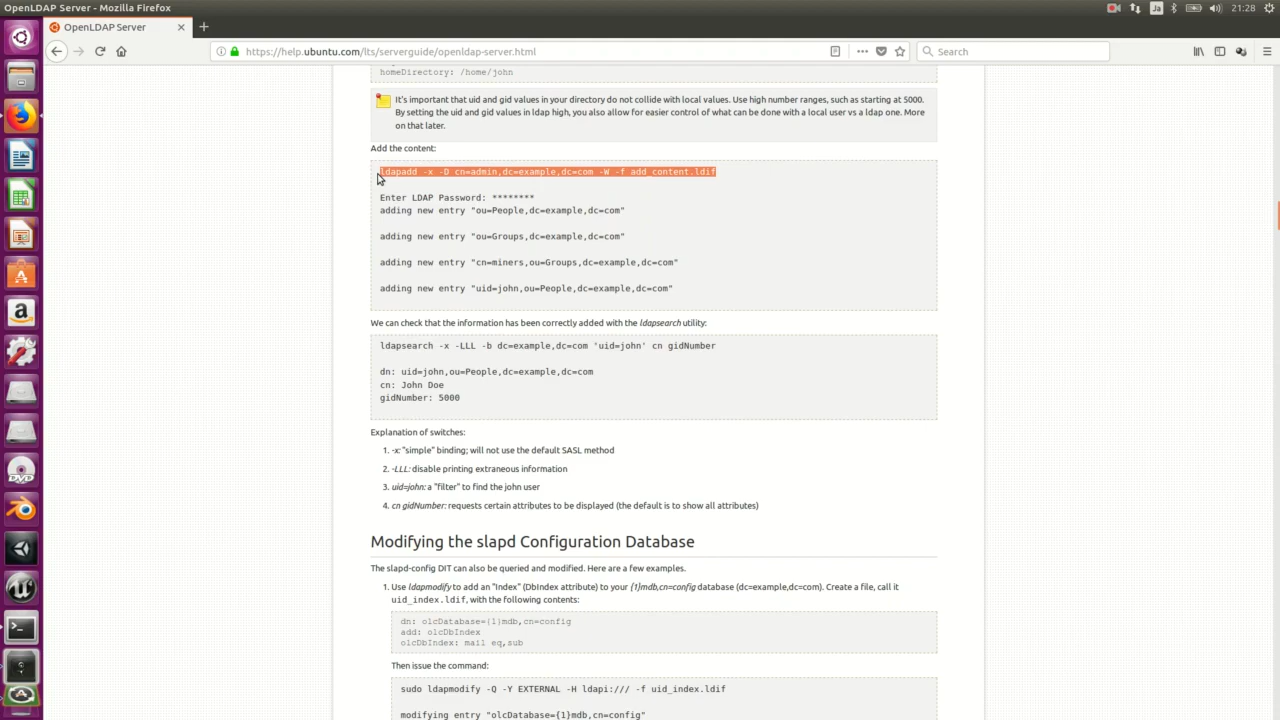 OpenLDAP Server - Mozilla Firefox
Ja
21:28
OpenLDAP Server
https://help.ubuntu.com/lts/serverguide/openldap-server.html
Search
homeDirectory: /home/john
It's important that uid and gid values in your directory do not collide with local values. Use high number ranges, such as starting at 5000.
By setting the uid and gid values in ldap high, you also allow for easier control of what can be done with a local user vs a ldap one. More
on that later.
Add the content:
ldapadd -x -D cn=admin,dc=example,dc=com -W -f add_content.ldif
Enter LDAP Password: ********
adding new entry "ou=People,dc=example,dc=com"
adding new entry "ou=Groups,dc=example,dc=com"
adding new entry "cn=miners,ou=Groups,dc=example,dc=com"
adding new entry "uid=john,ou=People,dc=example,dc=com"
We can check that the information has been correctly added with the ldapsearch utility:
ldapsearch -x -LLL -b dc=example,dc=com 'uid=john' cn gidNumber
dn: uid=john,ou=People,dc=example,dc=com
cn: John Doe
gidNumber: 5000
Explanation of switches:
1. -x: "simple" binding; will not use the default SASL method
2. -LLL: disable printing extraneous information
3. uid=john: a "filter" to find the john user
4. cn gidNumber: requests certain attributes to be displayed (the default is to show all attributes)
Modifying the slapd Configuration Database
The slapd-config DIT can also be queried and modified. Here are a few examples.
1. Use ldapmodify to add an "Index" (DbIndex attribute) to your {1}mdb,cn=config database (dc=example,dc=com). Create a file, call it
uid_index.ldif, with the following contents:
dn: olcDatabase={1}mdb,cn=config
add: olcDbIndex
olcDbIndex: mail eq,sub
Then issue the command:
sudo ldapmodify -Q -Y EXTERNAL -H ldapi:/// -f uid_index.ldif
modifying entry "olcDatabase={1}mdb,cn=config"